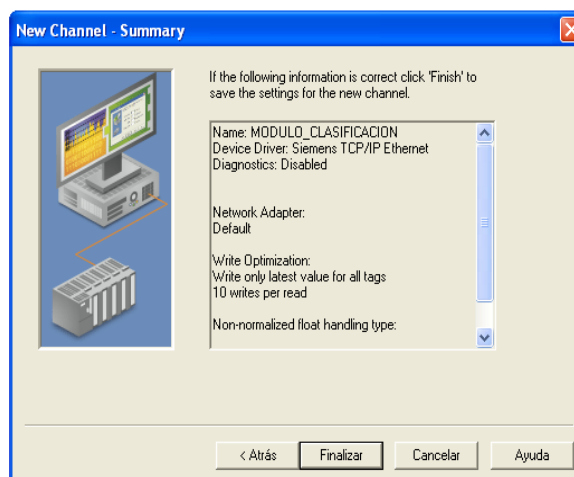 New Channel - Summary
If the following information is correct click 'Finish' to
save the settings for the new channel.
Name: MODULO_CLASIFICACION
Device Driver: Siemens TCP/IP Ethernet
Diagnostics: Disabled
Network Adapter:
Default
Write Optimization:
Write only latest value for all tags
10 writes per read
Non-normalized float handling type:
< Atrás
Finalizar
Cancelar
Ayuda